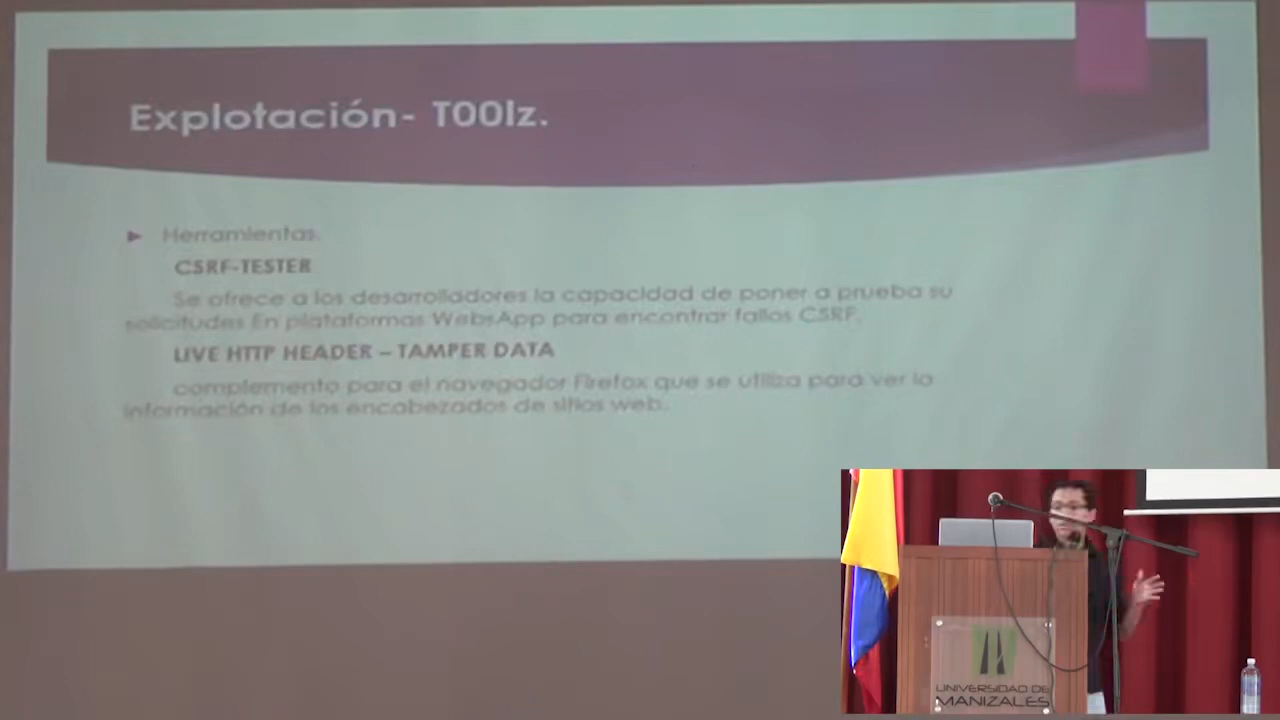 Explotación- T00lz.
Herramientas.
CSRF-TESTER
Se ofrece a los desarrolladores la capacidad de poner a prueba su
solicitudes En plataformas WebsApp para encontrar fallos CSRF.
LIVE HTTP HEADER – TAMPER DATA
complemento para el navegador Firefox que se utiliza para ver la
información de los encabezados de sitios web.
UNIVERSIDAD DE
MANIZALES